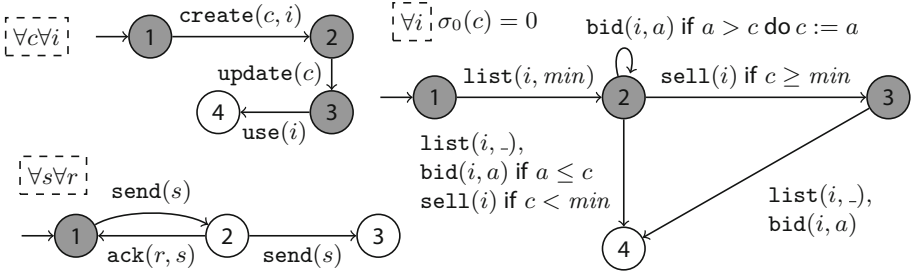 ∀c∀i
1
create(c, i)
2
update(c)
4
use(i)
3
∀s∀r
send(s)
1
ack(r, s)
2
send(s)
3
∀i σ₀(c) = 0
bid(i, a) if a > c do c := a
1
list(i, min)
2
sell(i) if c ≥ min
3
list(i, _),
bid(i, a) if a ≤ c
sell(i) if c < min
list(i, _),
bid(i, a)
4